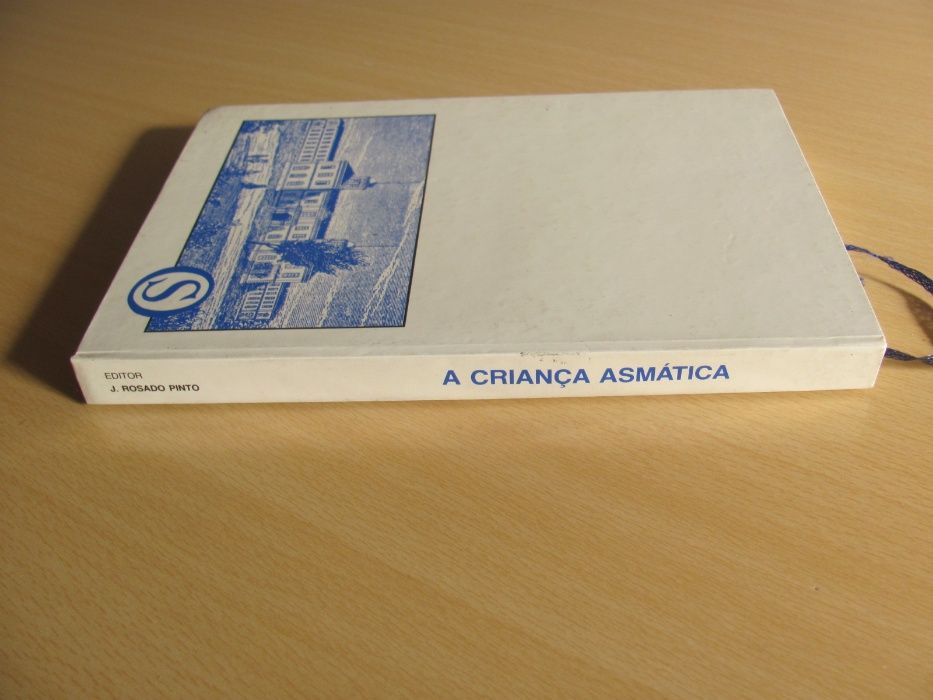 S
EDITOR
J. ROSADO PINTO
A CRIANÇA ASMÁTICA